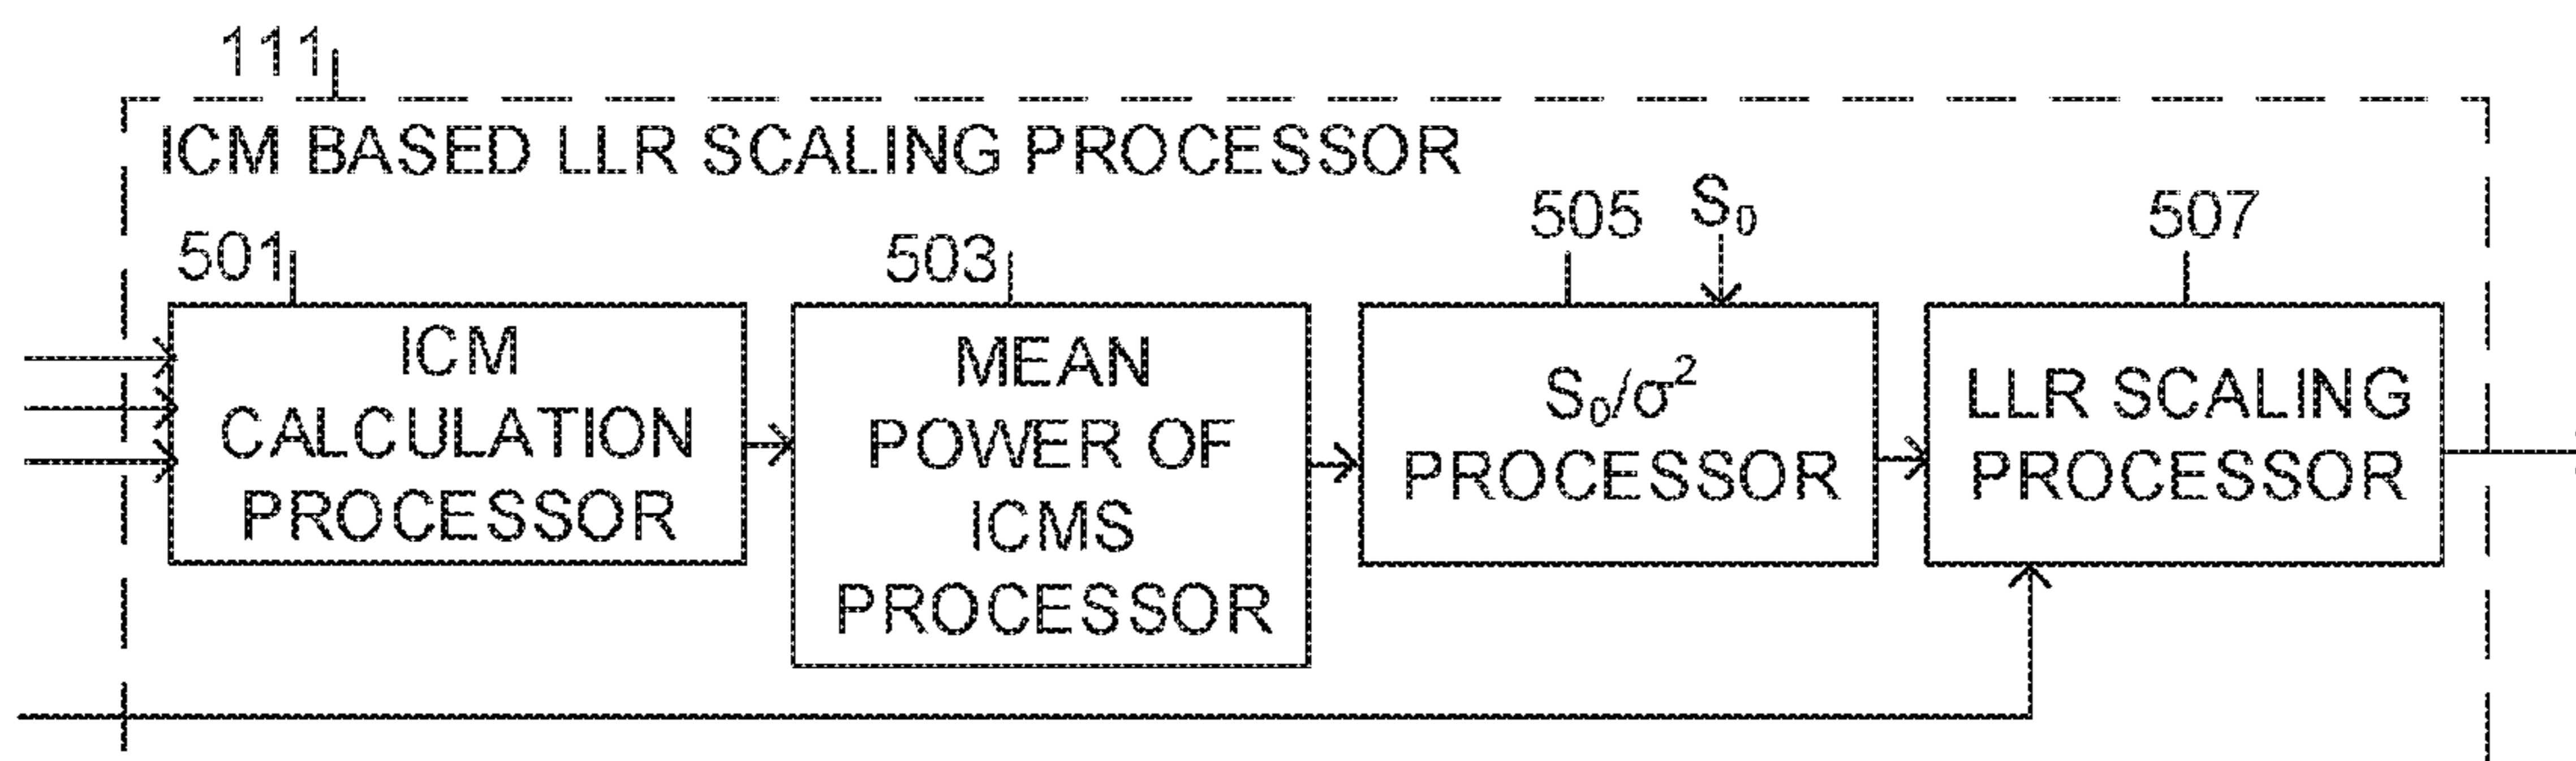 111
ICM BASED LLR SCALING PROCESSOR
501
503
505
S₀
507
ICM
CALCULATION
PROCESSOR
MEAN
POWER OF
ICMS
PROCESSOR
S₀/σ²
PROCESSOR
LLR SCALING
PROCESSOR